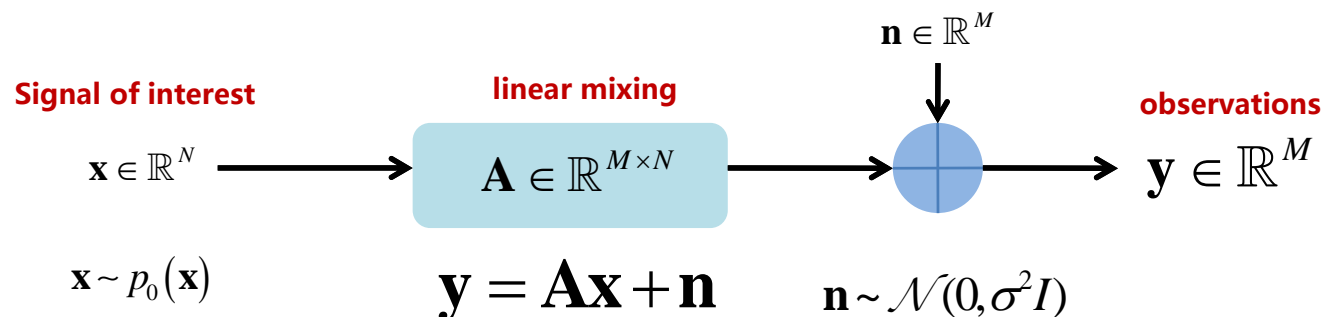 𝐧 ∈ ℝ^M
Signal of interest
linear mixing
observations
𝐱 ∈ ℝ^N
𝐀 ∈ ℝ^{M×N}
𝐲 ∈ ℝ^M
𝐱 ~ p₀(𝐱)
𝐲 = 𝐀𝐱 + 𝐧
𝐧 ~ 𝒩(0, σ²I)